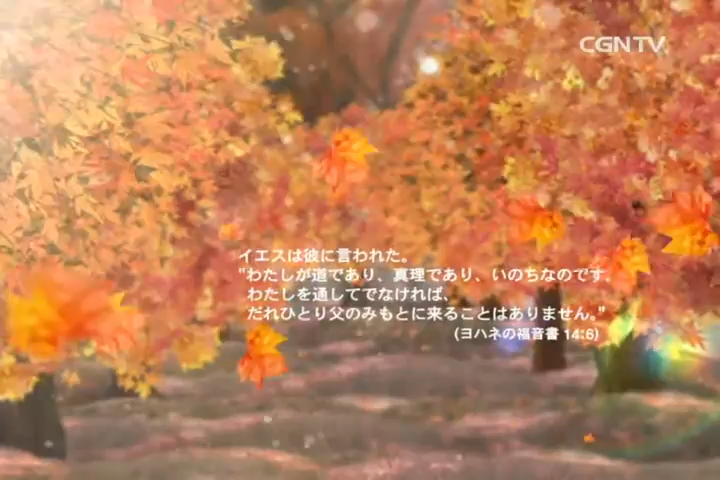 CGNTV
イエスは彼に言われた。
"わたしが道であり、真理であり、いのちなのです。
わたしを通してでなければ、
だれひとり父のみもとに来ることはありません。"
(ヨハネの福音書 14:6)